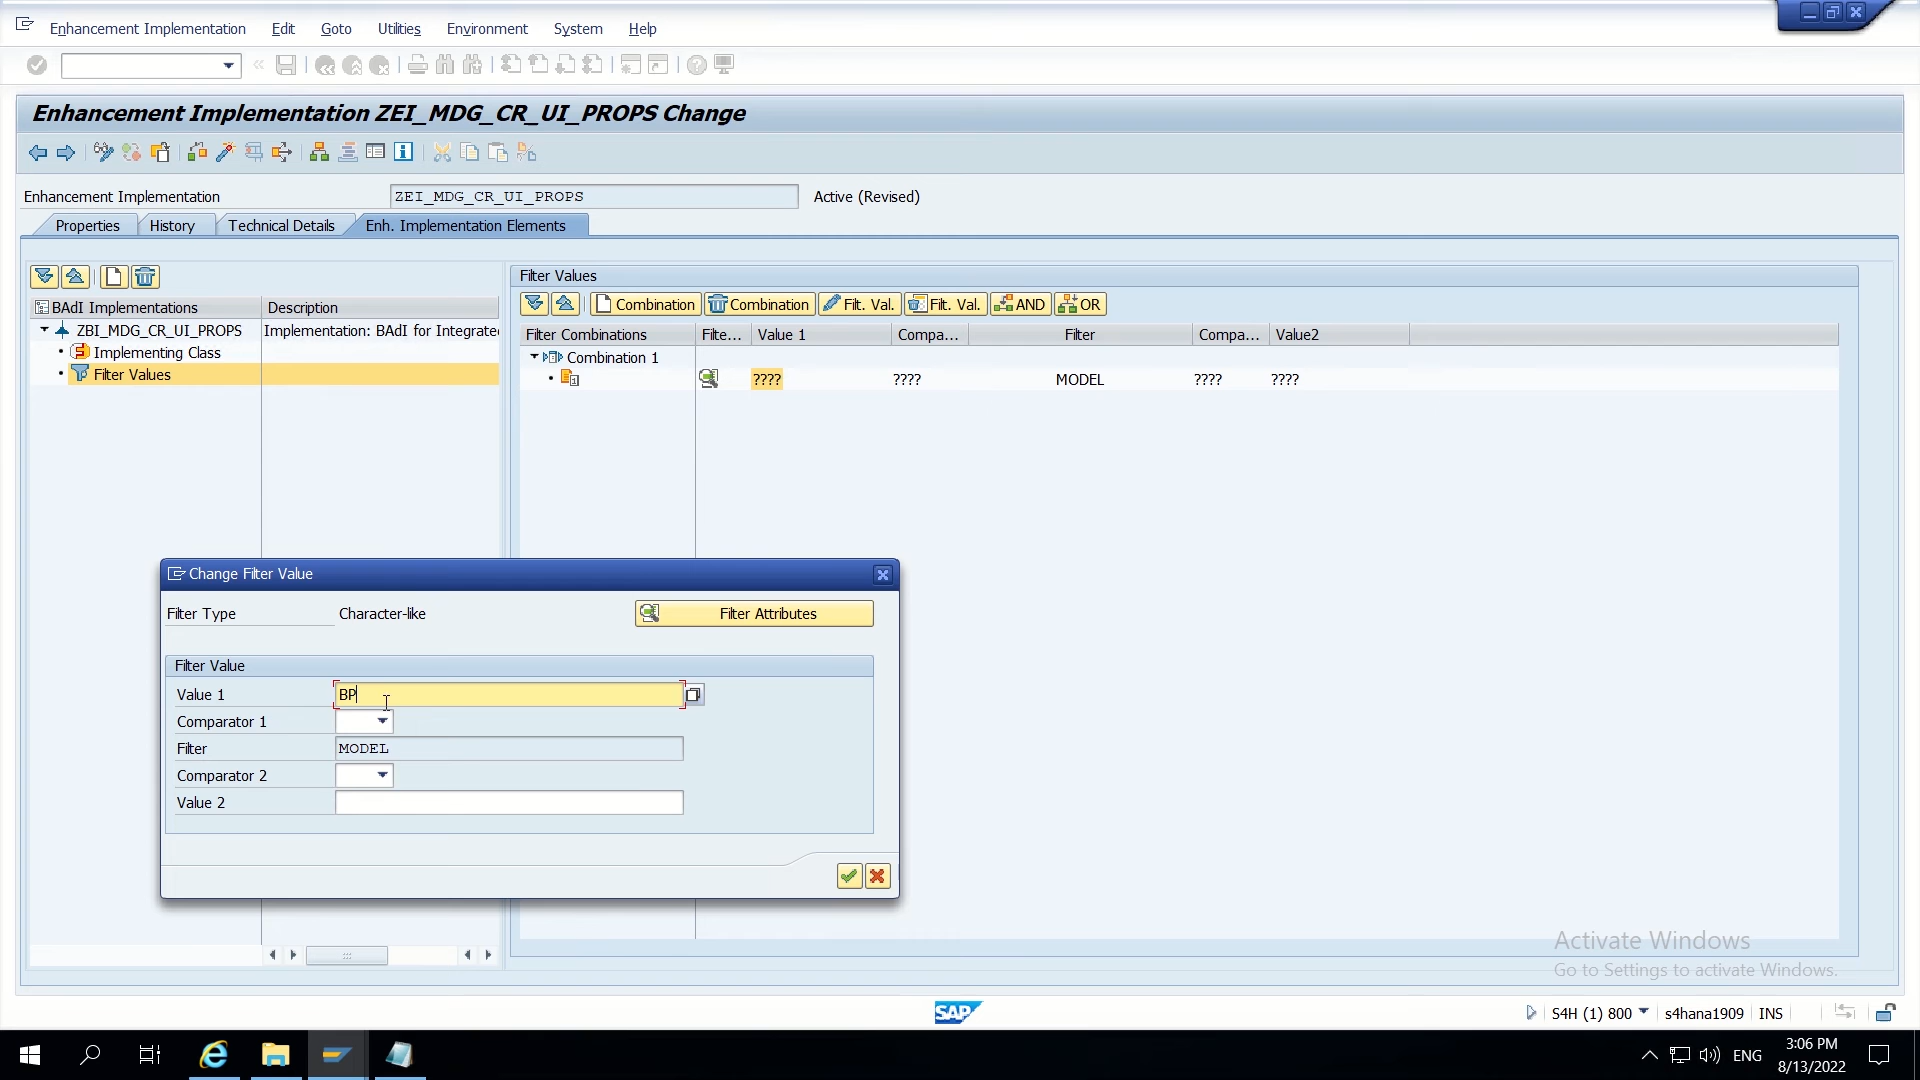 Enhancement Implementation Edit Goto Utilities Environment System Help
Enhancement Implementation ZEI_MDG_CR_UI_PROPS Change
Enhancement Implementation ZEI_MDG_CR_UI_PROPS Active (Revised)
Properties History Technical Details Enh. Implementation Elements
Filter Values
Combination Combination Filt. Val. Filt. Val. AND OR
BAdI Implementations Description
ZBI_MDG_CR_UI_PROPS Implementation: BAdI for Integrate
Implementing Class
Filter Values
Filter Combinations Filte... Value 1 Compa... Filter Compa... Value2
Combination 1
???? ???? MODEL ???? ????
Change Filter Value
Filter Type Character-like Filter Attributes
Filter Value
Value 1 BP
Comparator 1
Filter MODEL
Comparator 2
Value 2
Activate Windows
Go to Settings to activate Windows.
SAP
S4H (1) 800 s4hana1909 INS
ENG
3:06 PM
8/13/2022